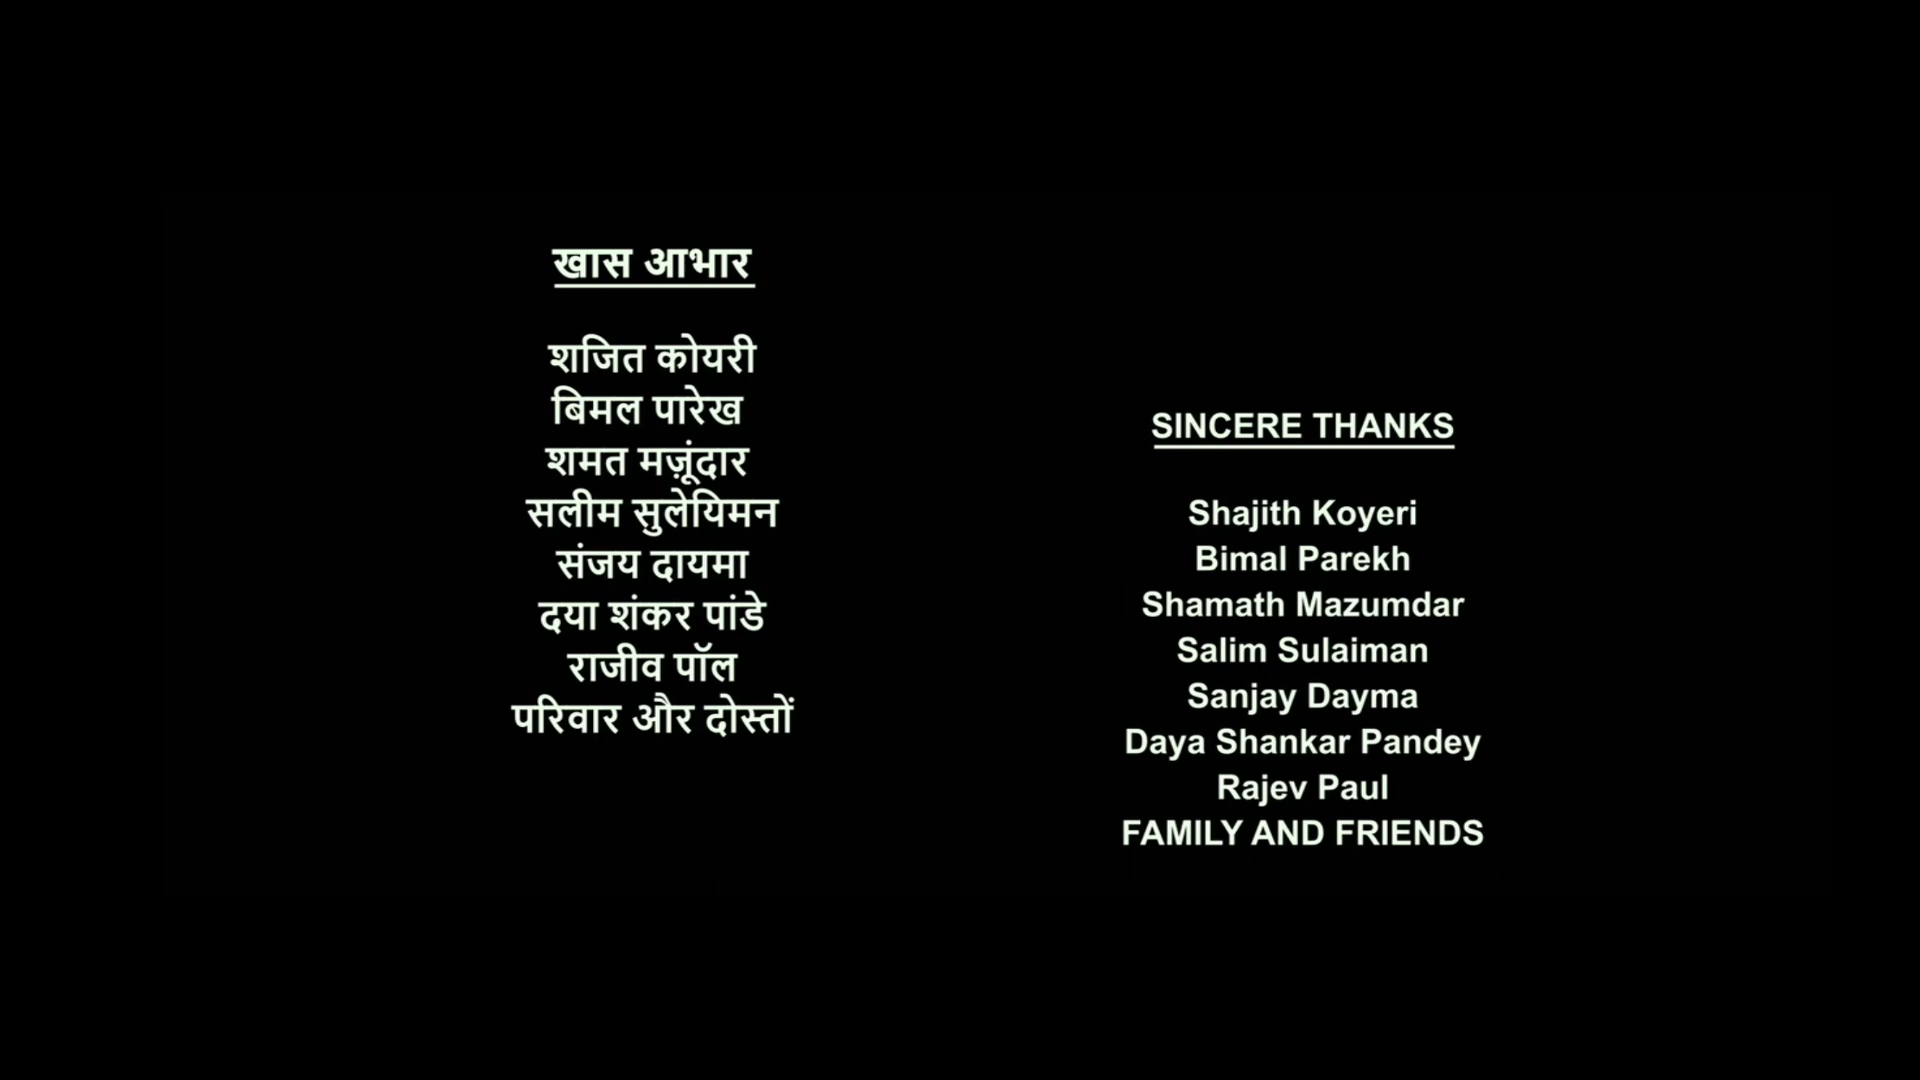 खास आभार
शजित कोयरी
बिमल पारेख
शमत मज़ूंदार
सलीम सुलेयिमन
संजय दायमा
दया शंकर पांडे
राजीव पॉल
परिवार और दोस्तों
SINCERE THANKS
Shajith Koyeri
Bimal Parekh
Shamath Mazumdar
Salim Sulaiman
Sanjay Dayma
Daya Shankar Pandey
Rajev Paul
FAMILY AND FRIENDS